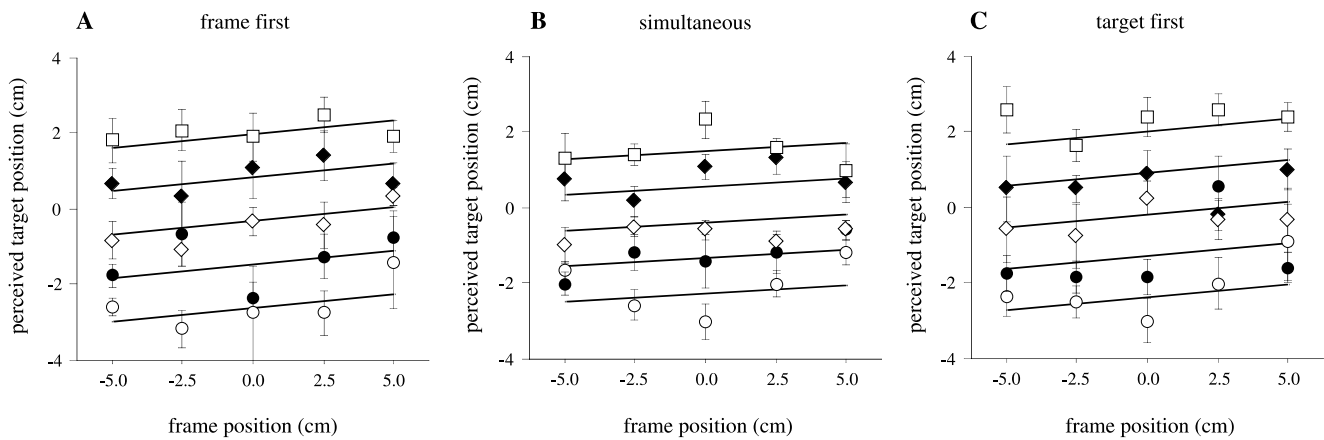 A frame first
perceived target position (cm)
4
2
0
-2
-4
-5.0 -2.5 0.0 2.5 5.0
frame position (cm)
B simultaneous
perceived target position (cm)
4
2
0
-2
-4
-5.0 -2.5 0.0 2.5 5.0
frame position (cm)
C target first
perceived target position (cm)
4
2
0
-2
-4
-5.0 -2.5 0.0 2.5 5.0
frame position (cm)